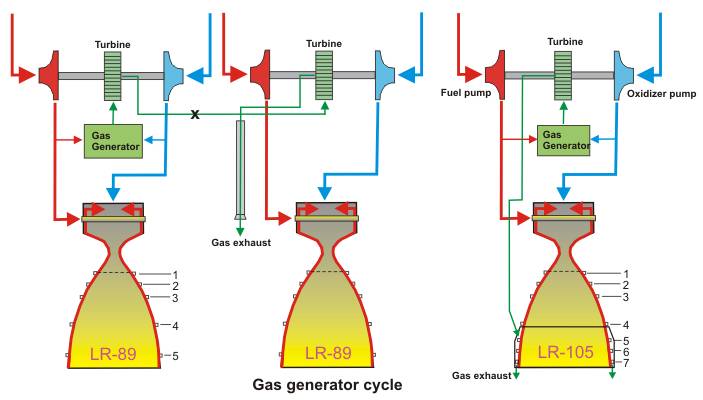 Turbine
Turbine
Turbine
Fuel pump
Oxidizer pump
x
Gas
Generator
Gas
Generator
Gas exhaust
1
2
3
4
5
LR-89
LR-89
1
2
3
4
5
6
7
LR-105
Gas exhaust
Gas generator cycle